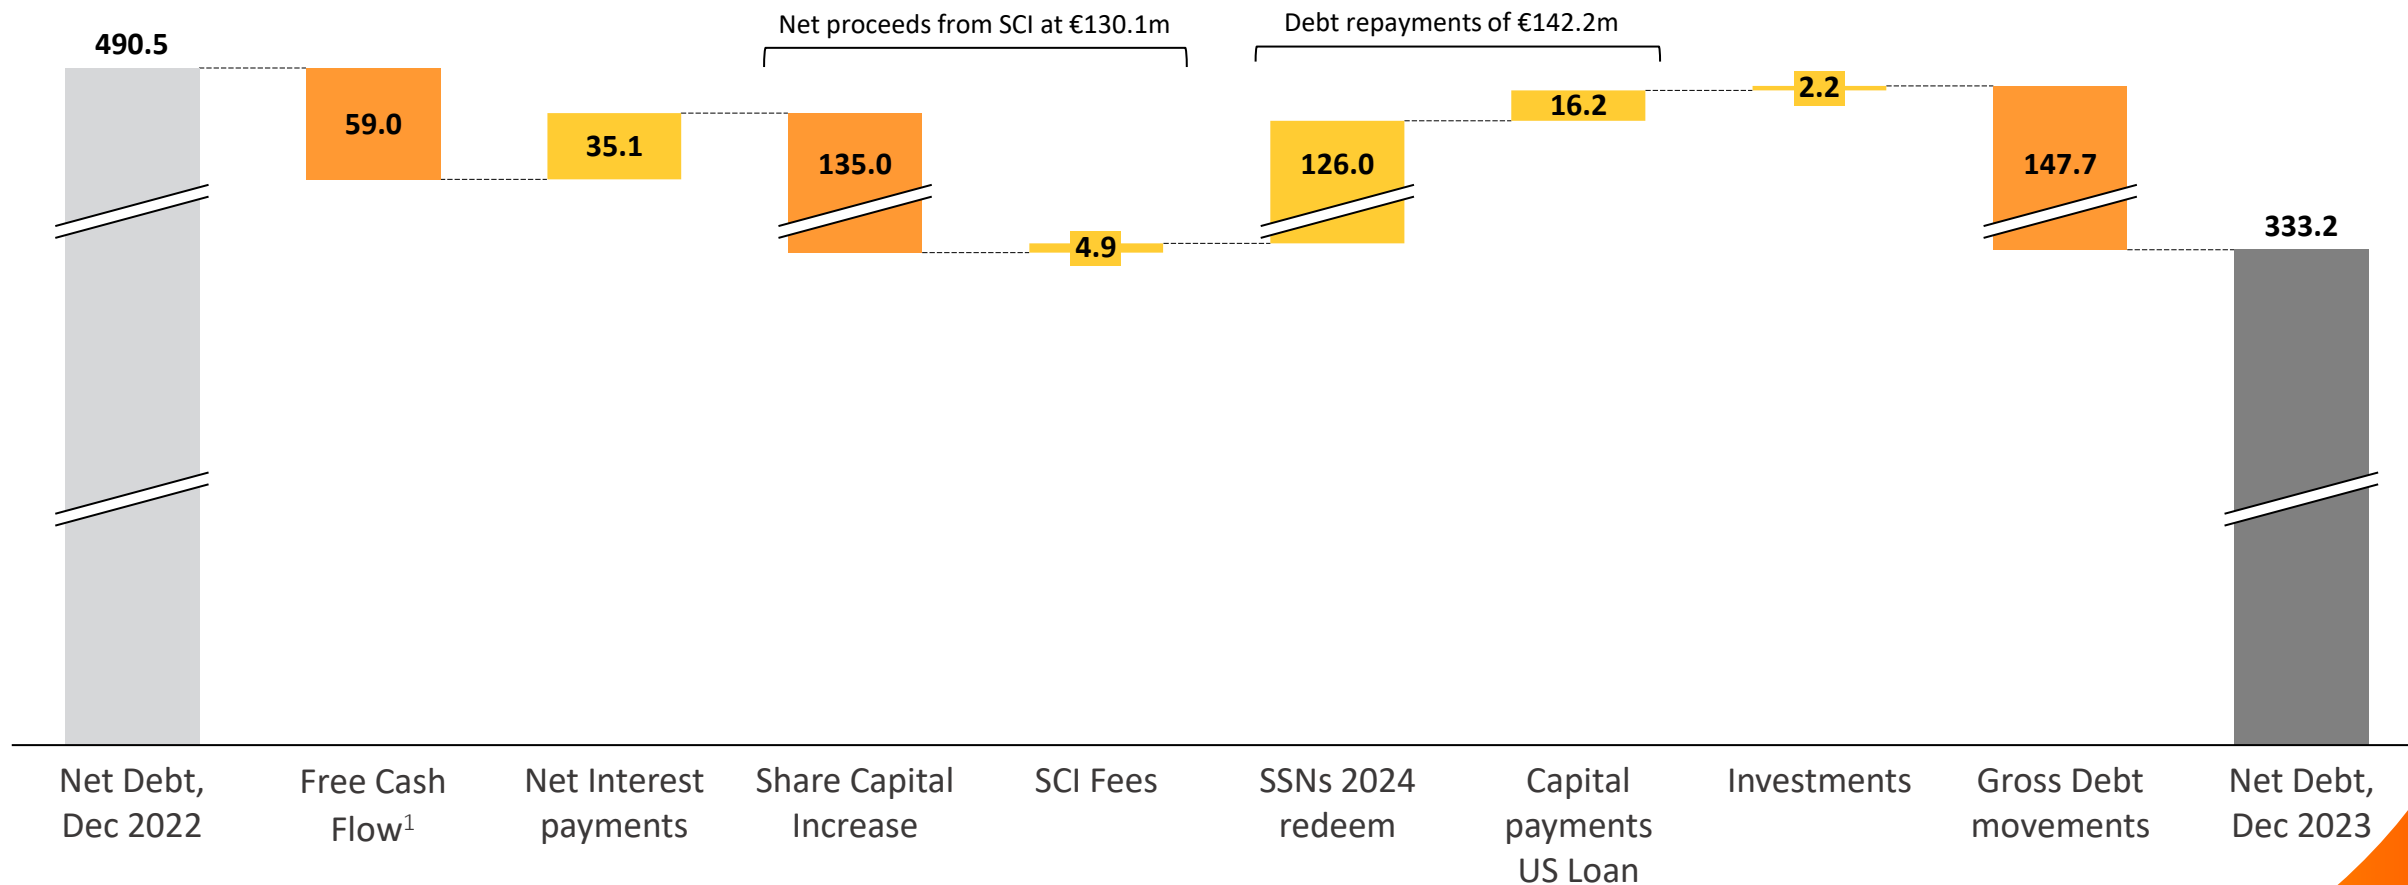 Net proceeds from SCI at €130.1m
Debt repayments of €142.2m
490.5
59.0
35.1
135.0
4.9
126.0
16.2
2.2
147.7
333.2
Net Debt,
Dec 2022
Free Cash
Flow¹
Net Interest
payments
Share Capital
Increase
SCI Fees
SSNs 2024
redeem
Capital
payments
US Loan
Investments
Gross Debt
movements
Net Debt,
Dec 2023